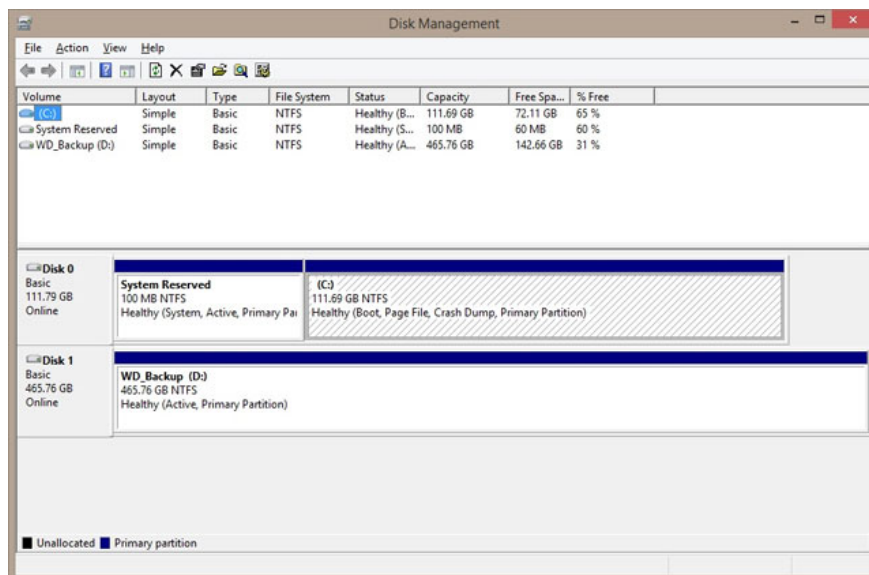 Disk Management
File Action View Help
Volume Layout Type File System Status Capacity Free Spa... % Free
(C:) Simple Basic NTFS Healthy (B... 111.69 GB 72.11 GB 65 %
System Reserved Simple Basic NTFS Healthy (S... 100 MB 60 MB 60 %
WD_Backup (D:) Simple Basic NTFS Healthy (A... 465.76 GB 142.66 GB 31 %
Disk 0
Basic
111.79 GB
Online
System Reserved
100 MB NTFS
Healthy (System, Active, Primary Pai
(C:)
111.69 GB NTFS
Healthy (Boot, Page File, Crash Dump, Primary Partition)
Disk 1
Basic
465.76 GB
Online
WD_Backup (D:)
465.76 GB NTFS
Healthy (Active, Primary Partition)
Unallocated Primary partition